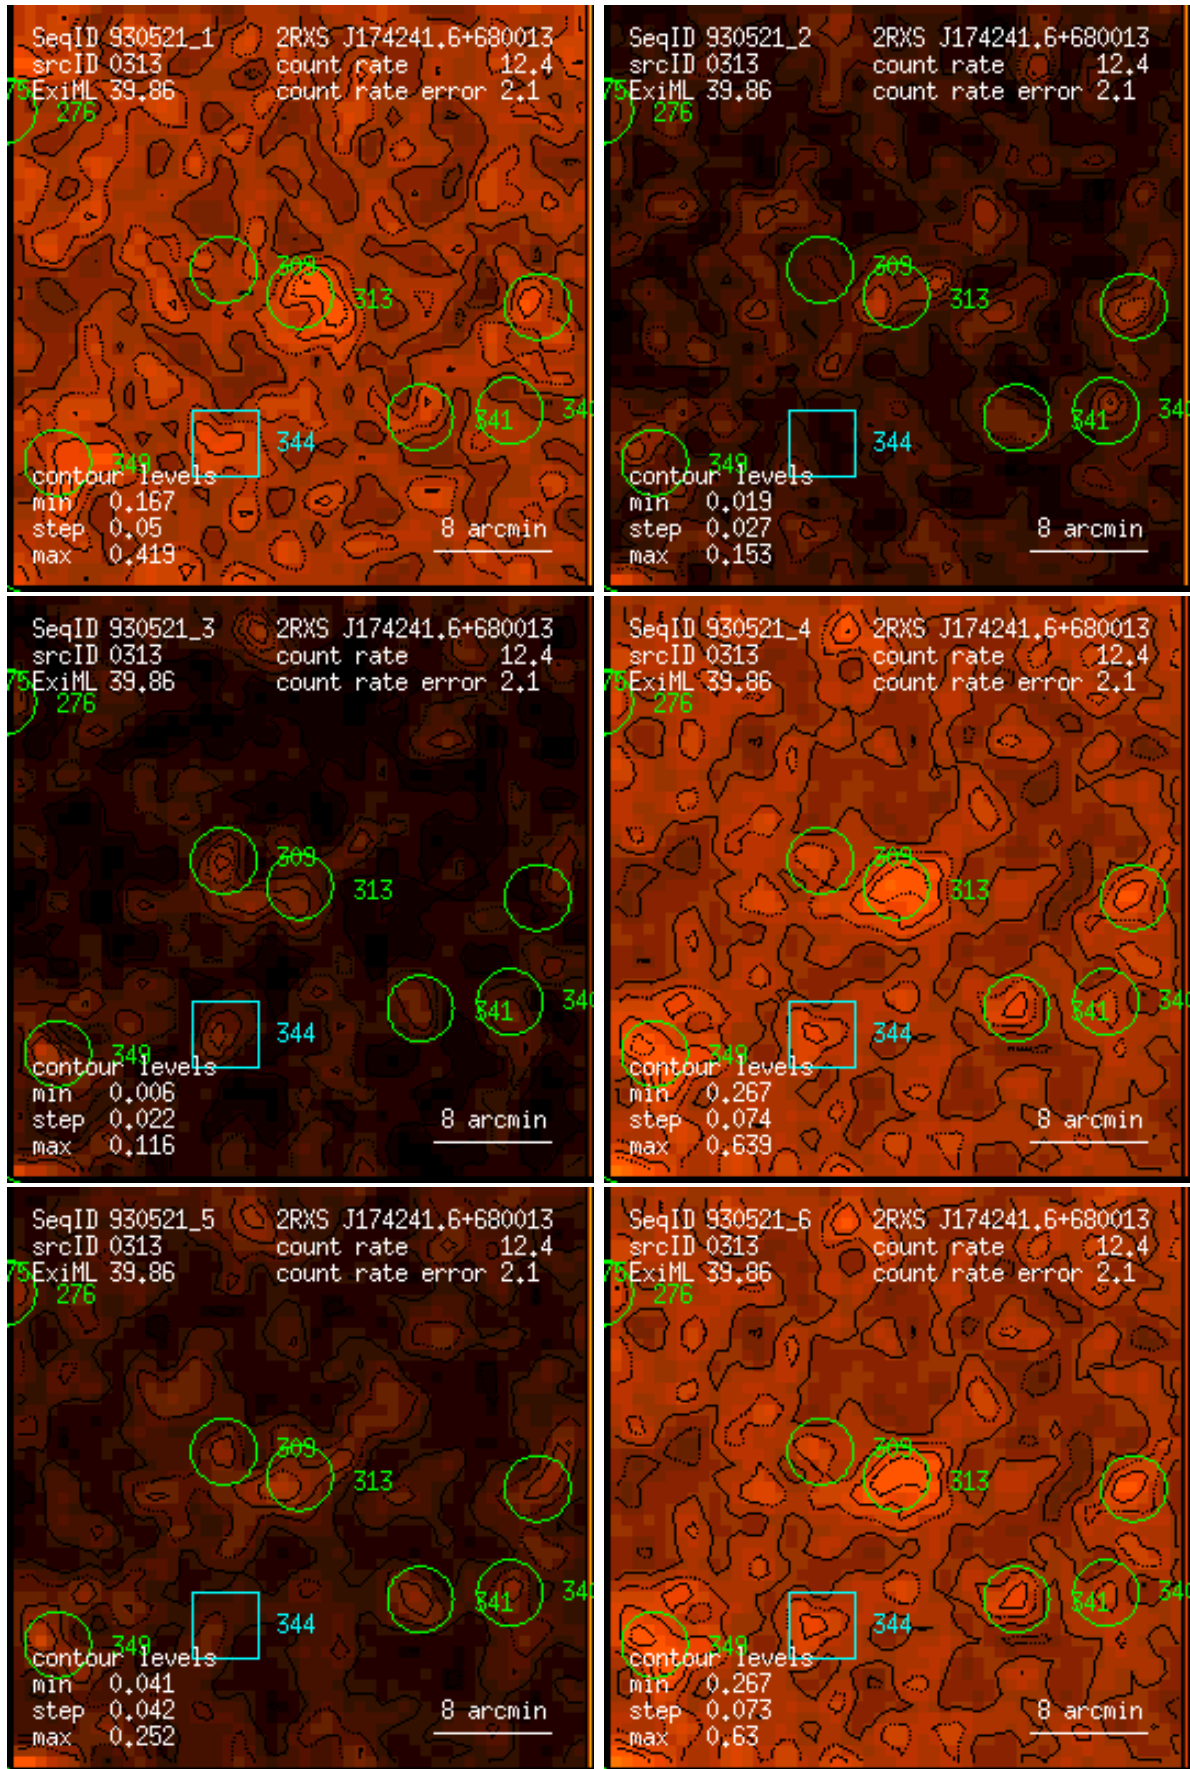 SeqID 930521_1 2RXS J174241.6+680013
srcID 0313 count rate 12.4
ExiML 39.86 count rate error 2.1
276
309
313
341
340
344
349
contour levels
min 0.167
step 0.05
max 0.419
8 arcmin
SeqID 930521_2 2RXS J174241.6+680013
srcID 0313 count rate 12.4
ExiML 39.86 count rate error 2.1
276
309
313
341
340
344
349
contour levels
min 0.019
step 0.027
max 0.153
8 arcmin
SeqID 930521_3 2RXS J174241.6+680013
srcID 0313 count rate 12.4
ExiML 39.86 count rate error 2.1
276
309
313
341
340
344
349
contour levels
min 0.006
step 0.022
max 0.116
8 arcmin
SeqID 930521_4 2RXS J174241.6+680013
srcID 0313 count rate 12.4
ExiML 39.86 count rate error 2.1
276
309
313
341
340
344
349
contour levels
min 0.267
step 0.074
max 0.639
8 arcmin
SeqID 930521_5 2RXS J174241.6+680013
srcID 0313 count rate 12.4
ExiML 39.86 count rate error 2.1
276
309
313
341
340
344
349
contour levels
min 0.041
step 0.042
max 0.252
8 arcmin
SeqID 930521_6 2RXS J174241.6+680013
srcID 0313 count rate 12.4
ExiML 39.86 count rate error 2.1
276
309
313
341
340
344
349
contour levels
min 0.267
step 0.073
max 0.63
8 arcmin